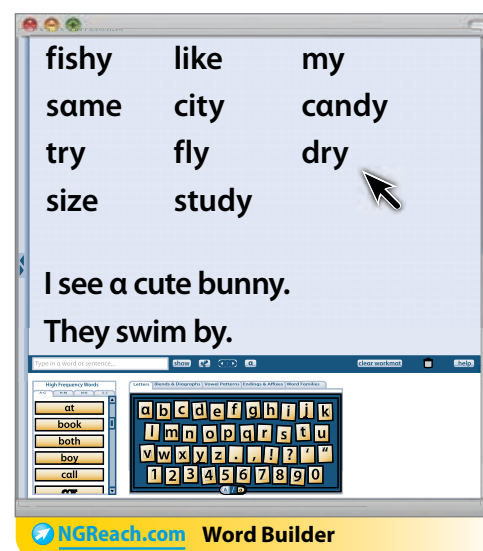 fishy like my
same city candy
try fly dry
size study
I see a cute bunny.
They swim by.
Type in a word or sentence... show a clear workmat help
High Frequency Words
Letters Blends & Diagraphs Vowel Patterns Endings & Affixes Word Families
at
book
both
boy
call
a b c d e f g h i j k
l m n o p q r s t u
v w x y z . , ! ? ‘ “
1 2 3 4 5 6 7 8 9 0
NGReach.com Word Builder